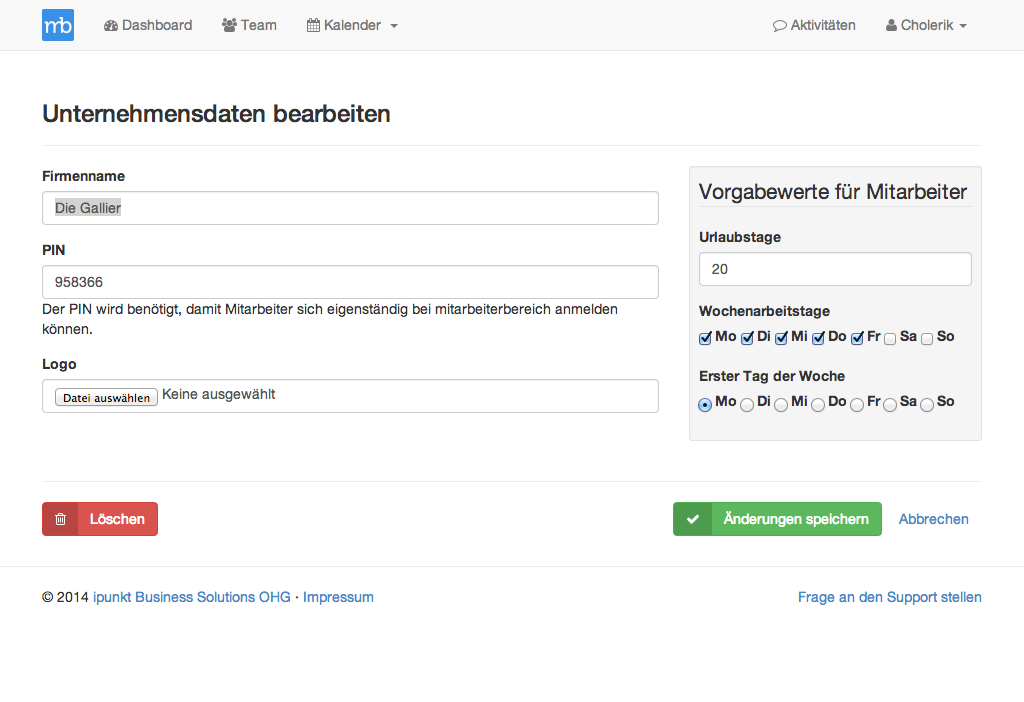 mb Dashboard Team Kalender Aktivitäten Cholerik
Unternehmensdaten bearbeiten
Firmenname
Die Gallier
PIN
958366
Der PIN wird benötigt, damit Mitarbeiter sich eigenständig bei mitarbeiterbereich anmelden
können.
Logo
Datei auswählen Keine ausgewählt
Vorgabewerte für Mitarbeiter
Urlaubstage
20
Wochenarbeitstage
Mo Di Mi Do Fr Sa So
Erster Tag der Woche
Mo Di Mi Do Fr Sa So
Löschen
Änderungen speichern Abbrechen
© 2014 ipunkt Business Solutions OHG · Impressum
Frage an den Support stellen